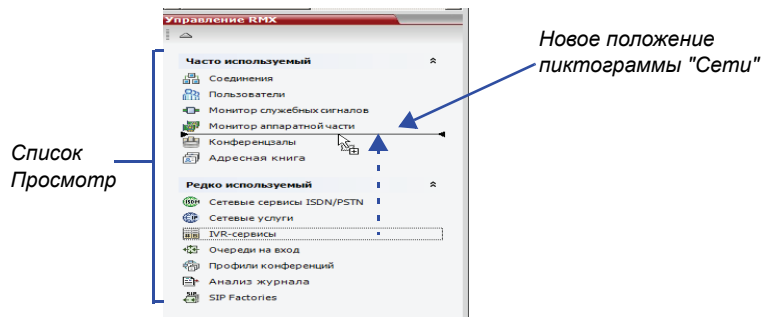 Управление RMX
Часто используемый
Соединения
Пользователи
Монитор служебных сигналов
Монитор аппаратной части
Конференцзалы
Адресная книга
Редко используемый
Сетевые сервисы ISDN/PSTN
Сетевые услуги
IVR-сервисы
Очереди на вход
Профили конференций
Анализ журнала
SIP Factories
Список
Просмотр
Новое положение
пиктограммы "Сети"